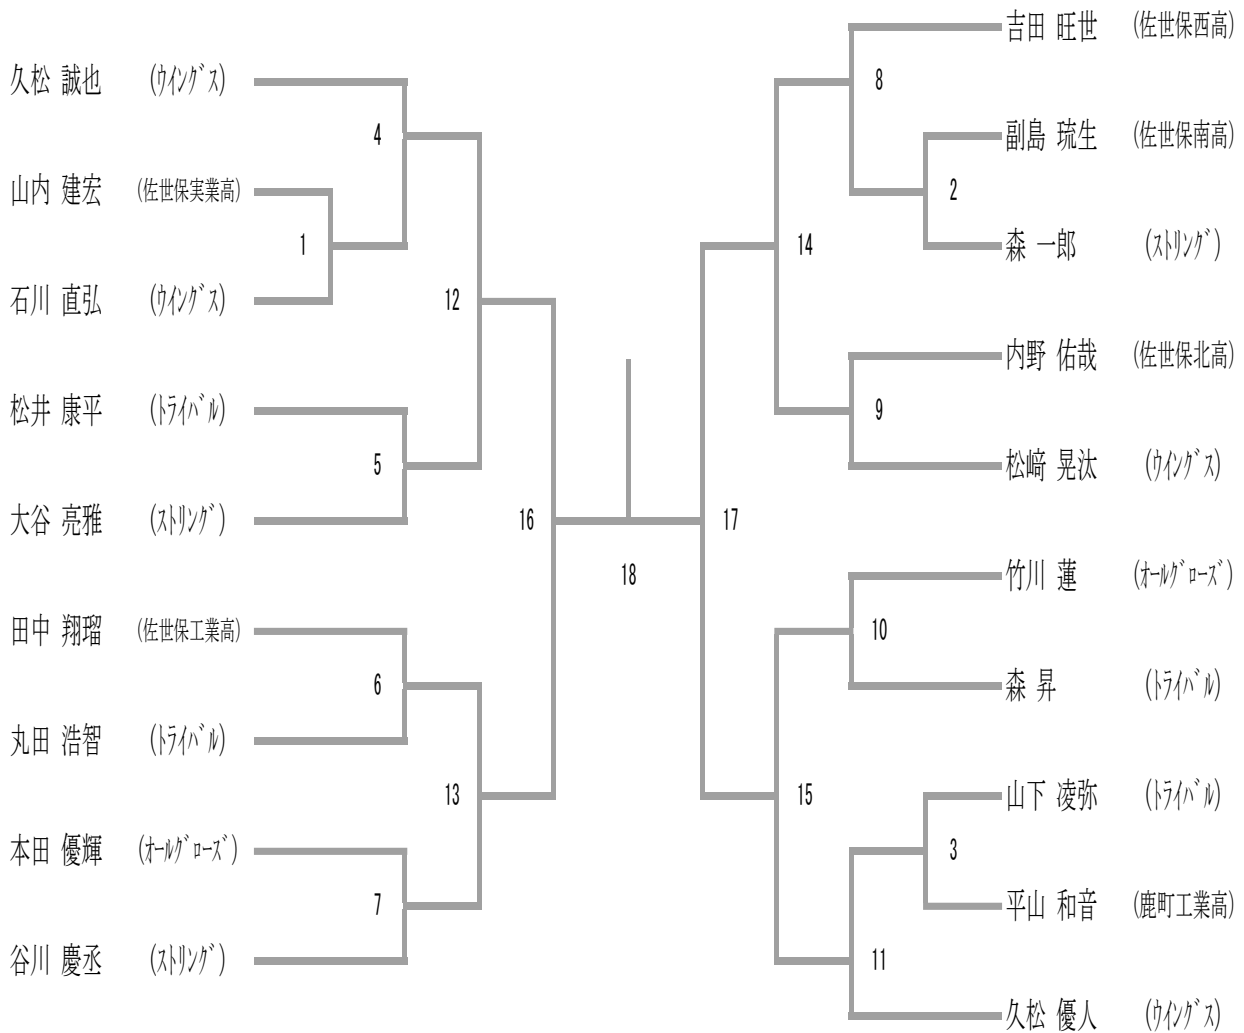 久松 誠也 (ｳｲﾝｸﾞｽ)
4
山内 建宏 (佐世保実業高)
1
石川 直弘 (ｳｲﾝｸﾞｽ)
12
松井 康平 (ﾄﾗｲﾊﾞﾙ)
5
大谷 亮雅 (ｽﾄﾘﾝｸﾞ)
16
田中 翔瑠 (佐世保工業高)
6
丸田 浩智 (ﾄﾗｲﾊﾞﾙ)
13
本田 優輝 (ｵｰﾙｸﾞﾛｰｽﾞ)
7
谷川 慶丞 (ｽﾄﾘﾝｸﾞ)
18
吉田 旺世 (佐世保西高)
8
副島 琉生 (佐世保南高)
2
森 一郎 (ｽﾄﾘﾝｸﾞ)
14
内野 佑哉 (佐世保北高)
9
松﨑 晃汰 (ｳｲﾝｸﾞｽ)
17
竹川 蓮 (ｵｰﾙｸﾞﾛｰｽﾞ)
10
森 昇 (ﾄﾗｲﾊﾞﾙ)
15
山下 凌弥 (ﾄﾗｲﾊﾞﾙ)
3
平山 和音 (鹿町工業高)
11
久松 優人 (ｳｲﾝｸﾞｽ)